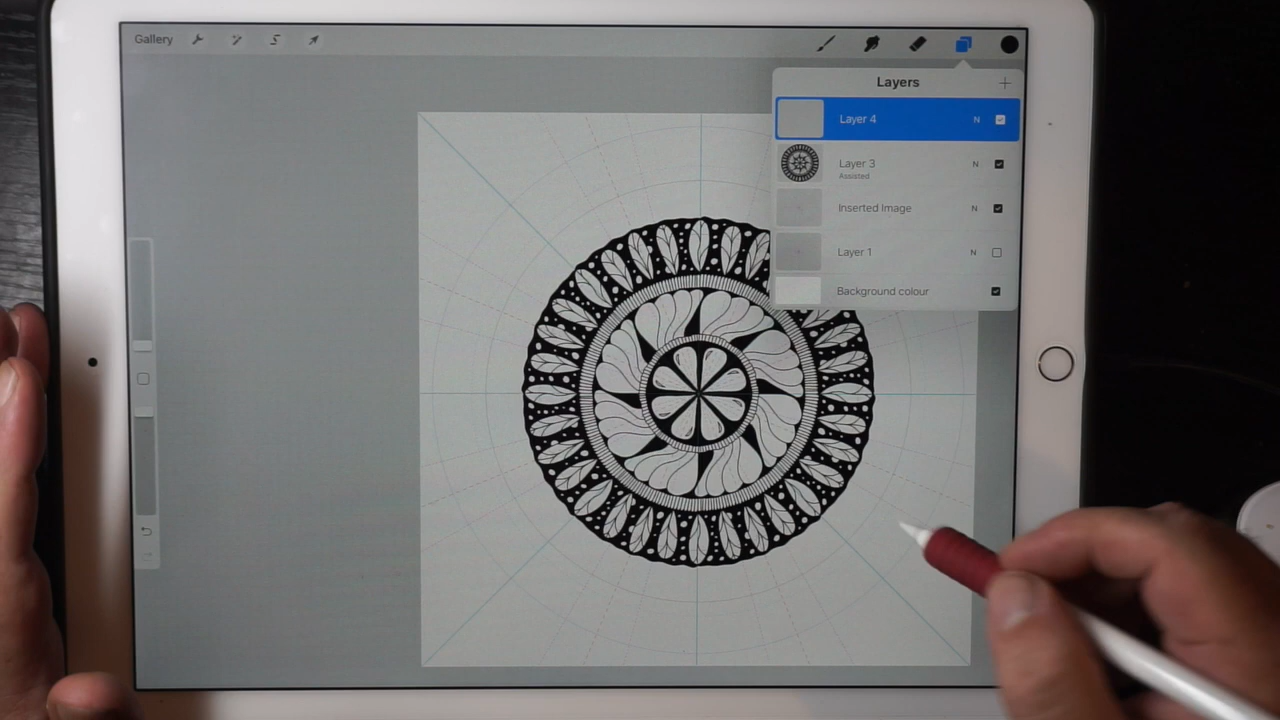 Gallery
Layers
Layer 4 N
Layer 3 N
Assisted
Inserted Image N
Layer 1 N
Background colour